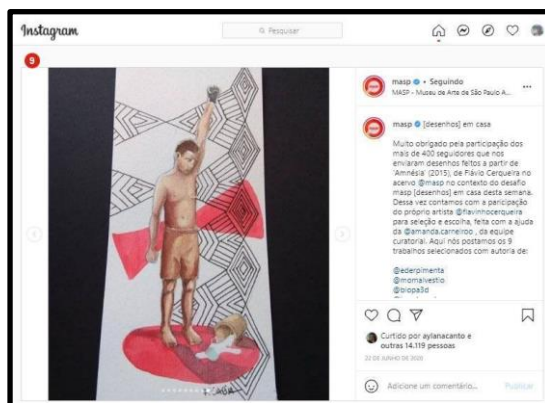 Instagram
Pesquisar
9
masp • Seguindo
MASP - Museu de Arte de São Paulo A...
masp [desenhos] em casa
Muito obrigado pela participação dos
mais de 400 seguidores que nos
enviaram desenhos feitos a partir de
'Amnésia' (2015), de Flávio Cerqueira no
acervo @masp no contexto do desafio
masp [desenhos] em casa desta semana.
Dessa vez contamos com a paricipação
do próprio artista @flavinhocerqueira
para seleção e escolha, feita com a ajuda
da @amanda.carneiroo , da equipe
curatorial. Aqui nós postamos os 9
trabalhos selecionados com autoria de:
@ederpimenta
@momalvestio
@biopa3d
Curtido por aylanacanto e
outras 14.119 pessoas
22 DE JUNHO DE 2020
Adicione um comentário...
Publicar